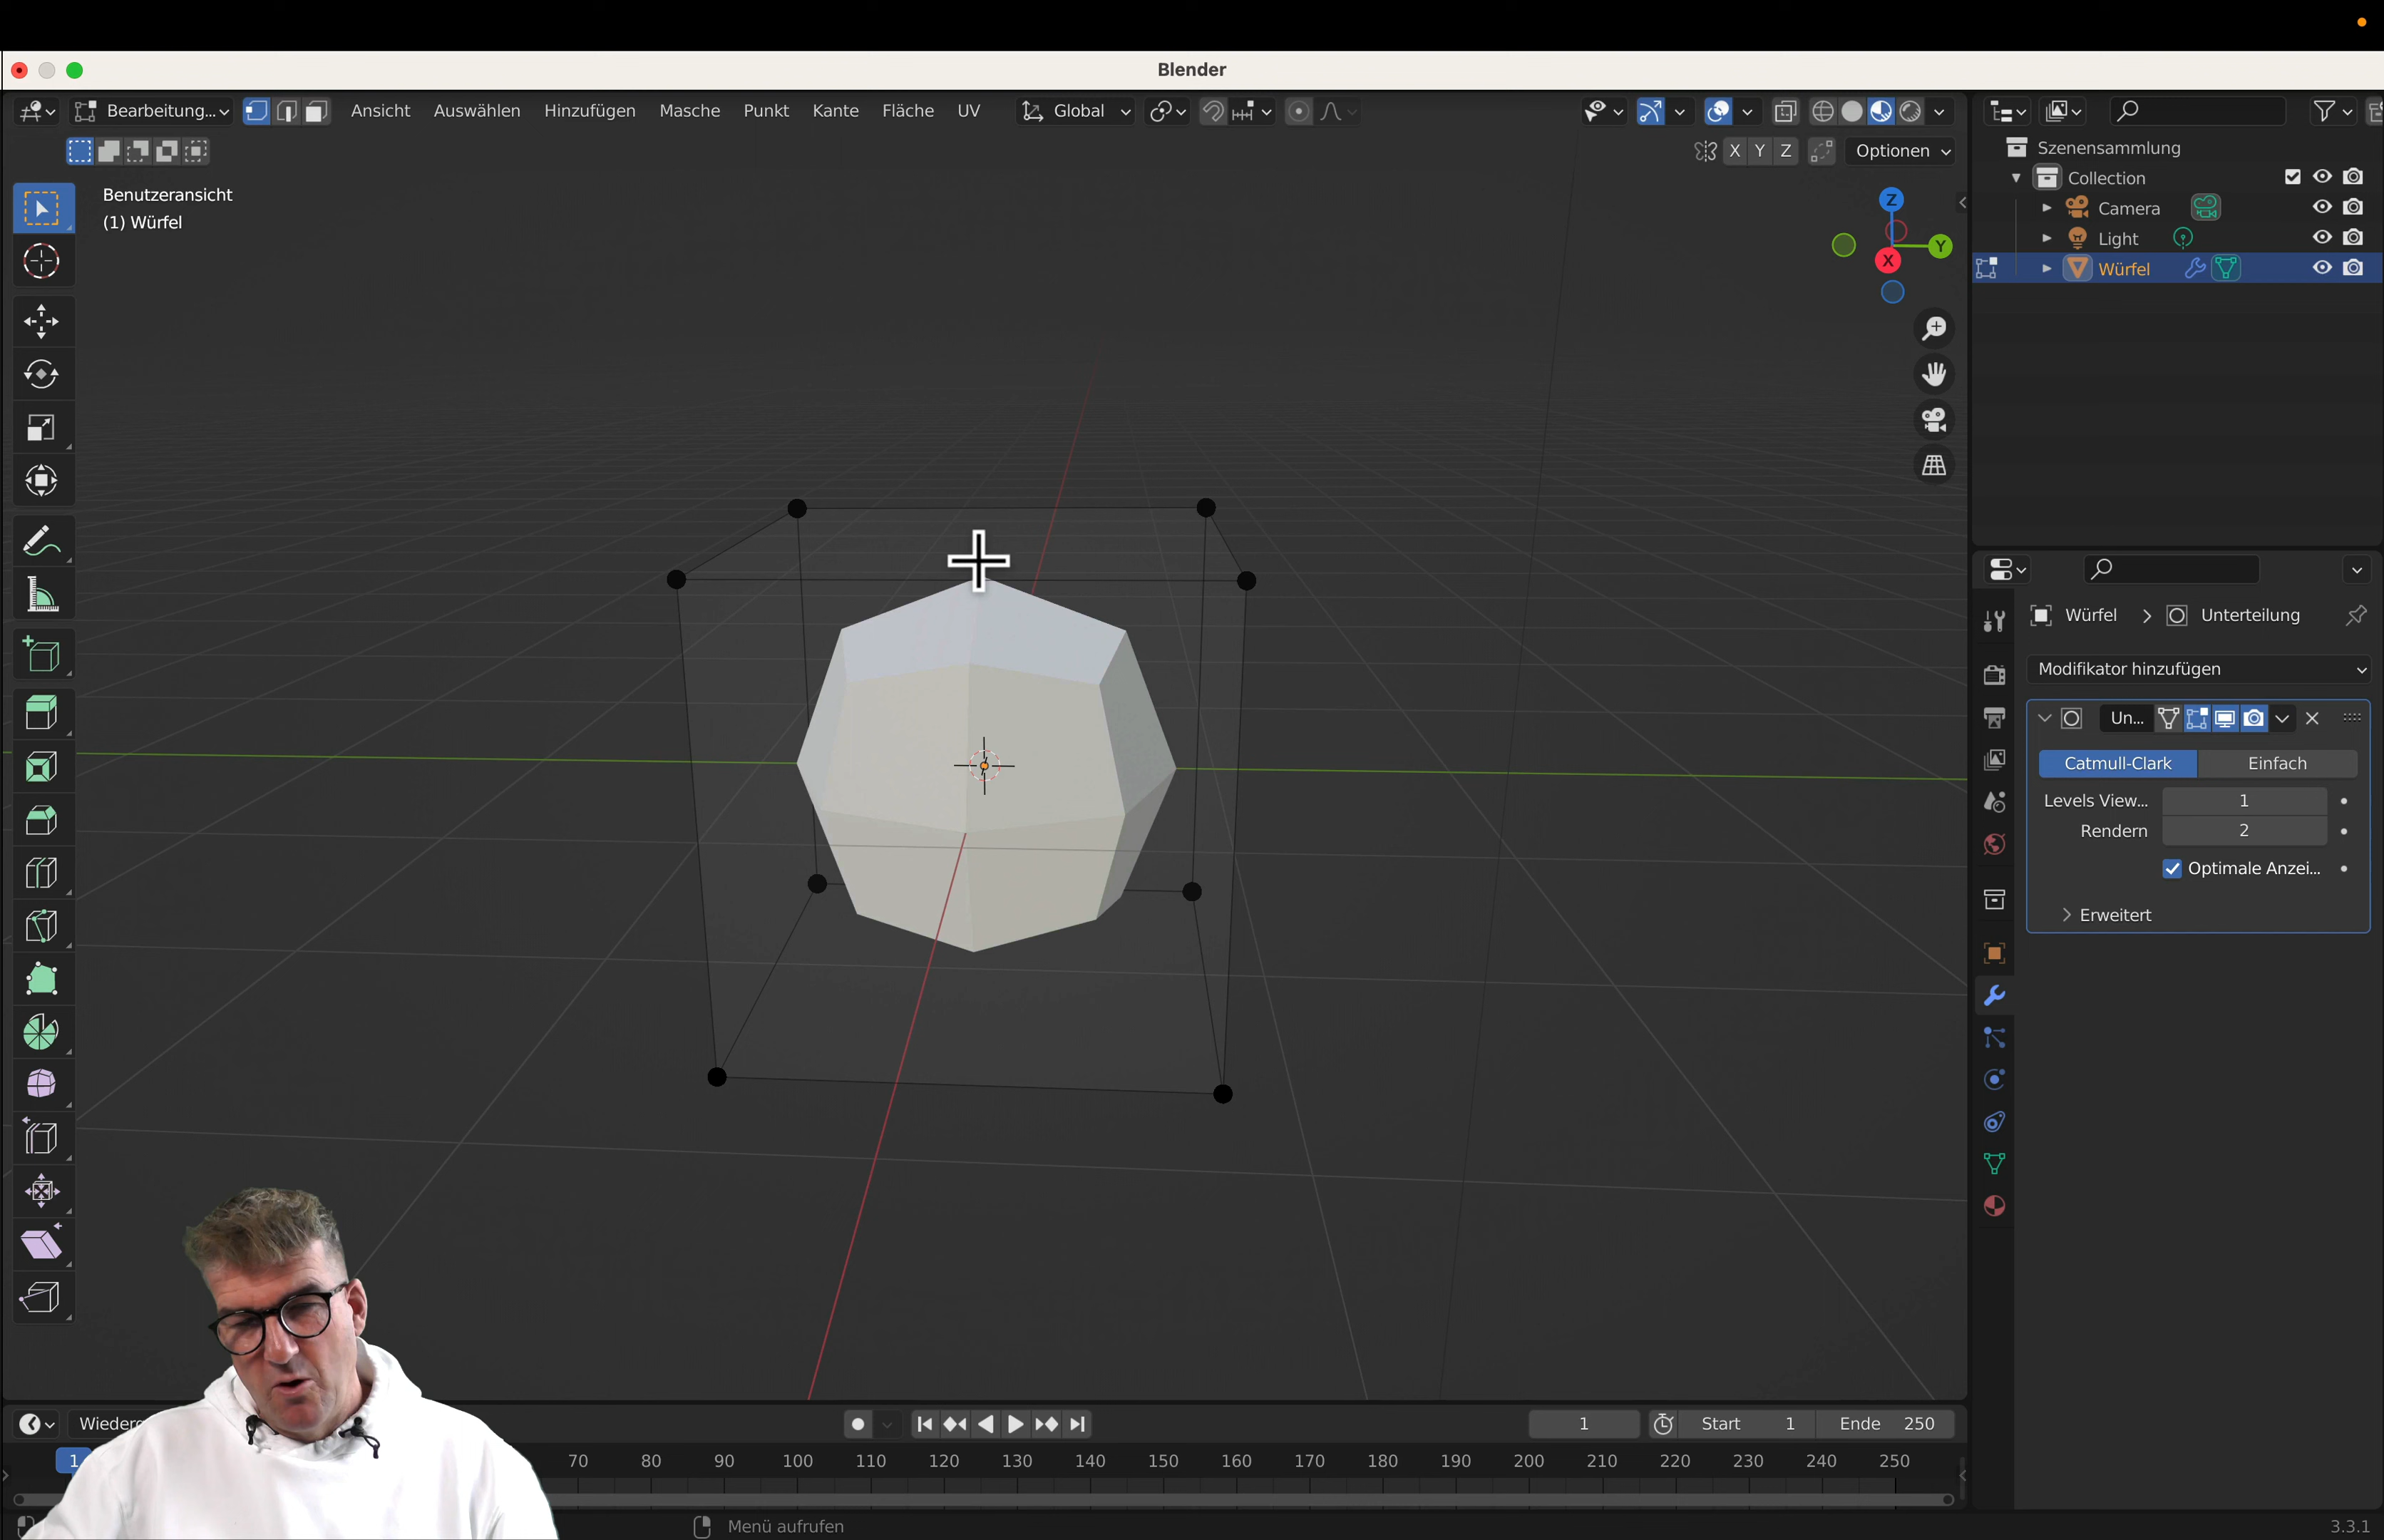 Blender
Bearbeitung...
Ansicht
Auswählen
Hinzufügen
Masche
Punkt
Kante
Fläche
UV
Global
X
Y
Z
Optionen
Benutzeransicht
(1) Würfel
Z
Y
X
Szenensammlung
Collection
Camera
Light
Würfel
Würfel
Unterteilung
Modifikator hinzufügen
Un...
Catmull-Clark
Einfach
Levels View... 1
Rendern 2
Optimale Anzei...
Erweitert
1
Start 1
Ende 250
1
70 80 90 100 110 120 130 140 150 160 170 180 190 200 210 220 230 240 250
Menü aufrufen
3.3.1